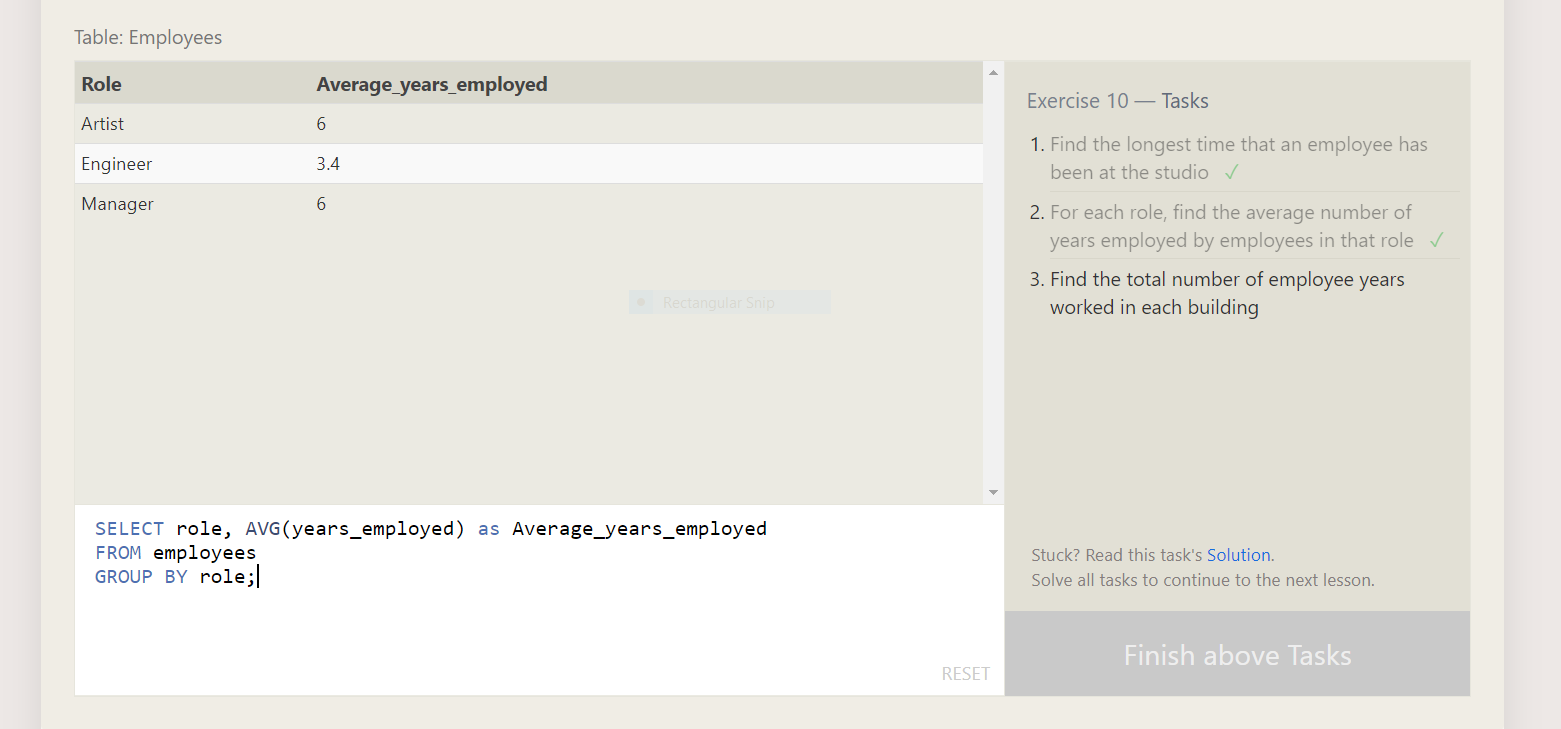 Table: Employees
Role Average_years_employed
Artist 6
Engineer 3.4
Manager 6
Rectangular Snip
SELECT role, AVG(years_employed) as Average_years_employed
FROM employees
GROUP BY role;
RESET
Exercise 10 — Tasks
1. Find the longest time that an employee has
been at the studio ✓
2. For each role, find the average number of
years employed by employees in that role ✓
3. Find the total number of employee years
worked in each building
Stuck? Read this task's Solution.
Solve all tasks to continue to the next lesson.
Finish above Tasks